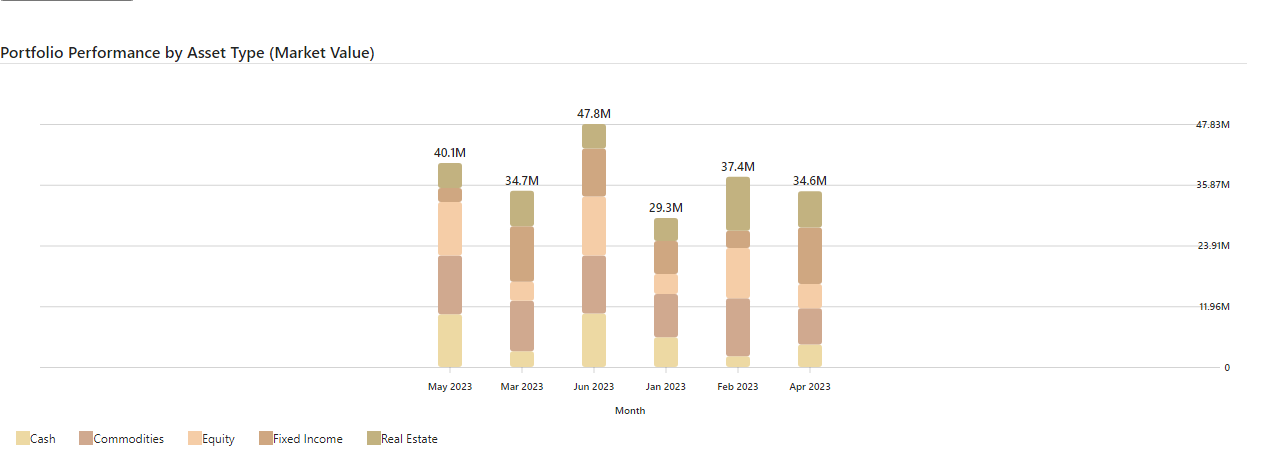 Portfolio Performance by Asset Type (Market Value)
47.8M
47.83M
40.1M
37.4M
34.7M
34.6M
35.87M
29.3M
23.91M
11.96M
0
May 2023 Mar 2023 Jun 2023 Jan 2023 Feb 2023 Apr 2023
Month
Cash Commodities Equity Fixed Income Real Estate